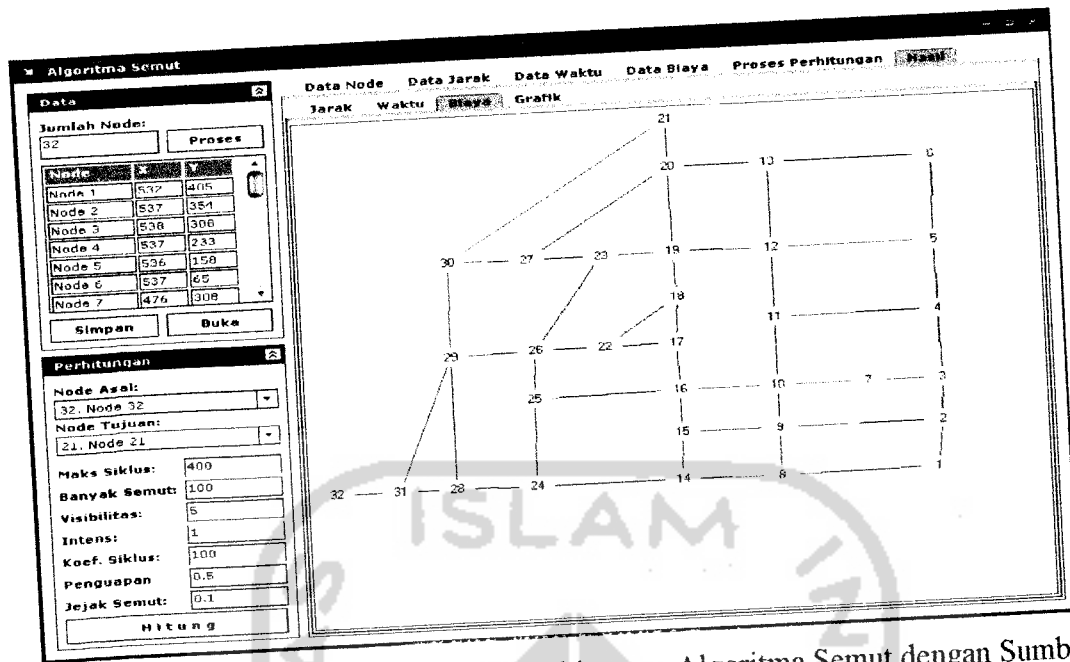 Algoritma Semut
Data
Jumlah Node:
32 Proses
Node X Y
Node 1 532 405
Node 2 537 354
Node 3 538 308
Node 4 537 233
Node 5 536 158
Node 6 537 65
Node 7 476 308
Simpan Buka
Perhitungan
Node Asal:
32. Node 32
Node Tujuan:
21. Node 21
Maks Siklus: 400
Banyak Semut: 100
Visibilitas: 5
Intens: 1
Koef. Siklus: 100
Penguapan 0.5
Jejak Semut: 0.1
Hitung
Data Node Data Jarak Data Waktu Data Biaya Proses Perhitungan Hasil
Jarak Waktu Biaya Grafik
21
20 13 6
30 27 23 19 12 5
18 11 4
29 26 22 17
25 16 10 7 3
15 9 2
32 31 28 24 14 8 1
ISLAM
Algoritma Semut dengan Sumb